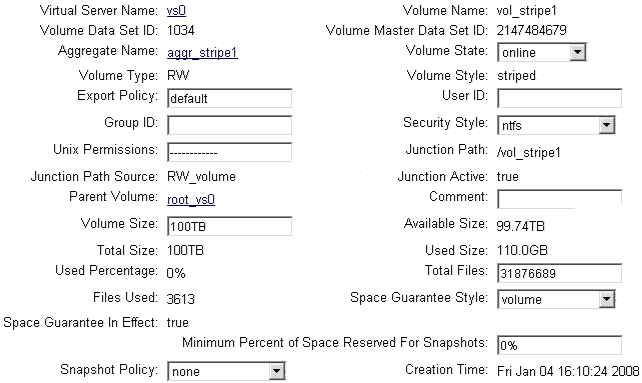 Virtual Server Name: vs0 Volume Name: vol_stripe1
Volume Data Set ID: 1034 Volume Master Data Set ID: 2147484679
Aggregate Name: aggr_stripe1 Volume State: online
Volume Type: RW Volume Style: striped
Export Policy: default User ID:
Group ID: Security Style: ntfs
Unix Permissions: ------------ Junction Path: /vol_stripe1
Junction Path Source: RW_volume Junction Active: true
Parent Volume: root_vs0 Comment:
Volume Size: 100TB Available Size: 99.74TB
Total Size: 100TB Used Size: 110.0GB
Used Percentage: 0% Total Files: 31876689
Files Used: 3613 Space Guarantee Style: volume
Space Guarantee In Effect: true
Minimum Percent of Space Reserved For Snapshots: 0%
Snapshot Policy: none Creation Time: Fri Jan 04 16:10:24 2008